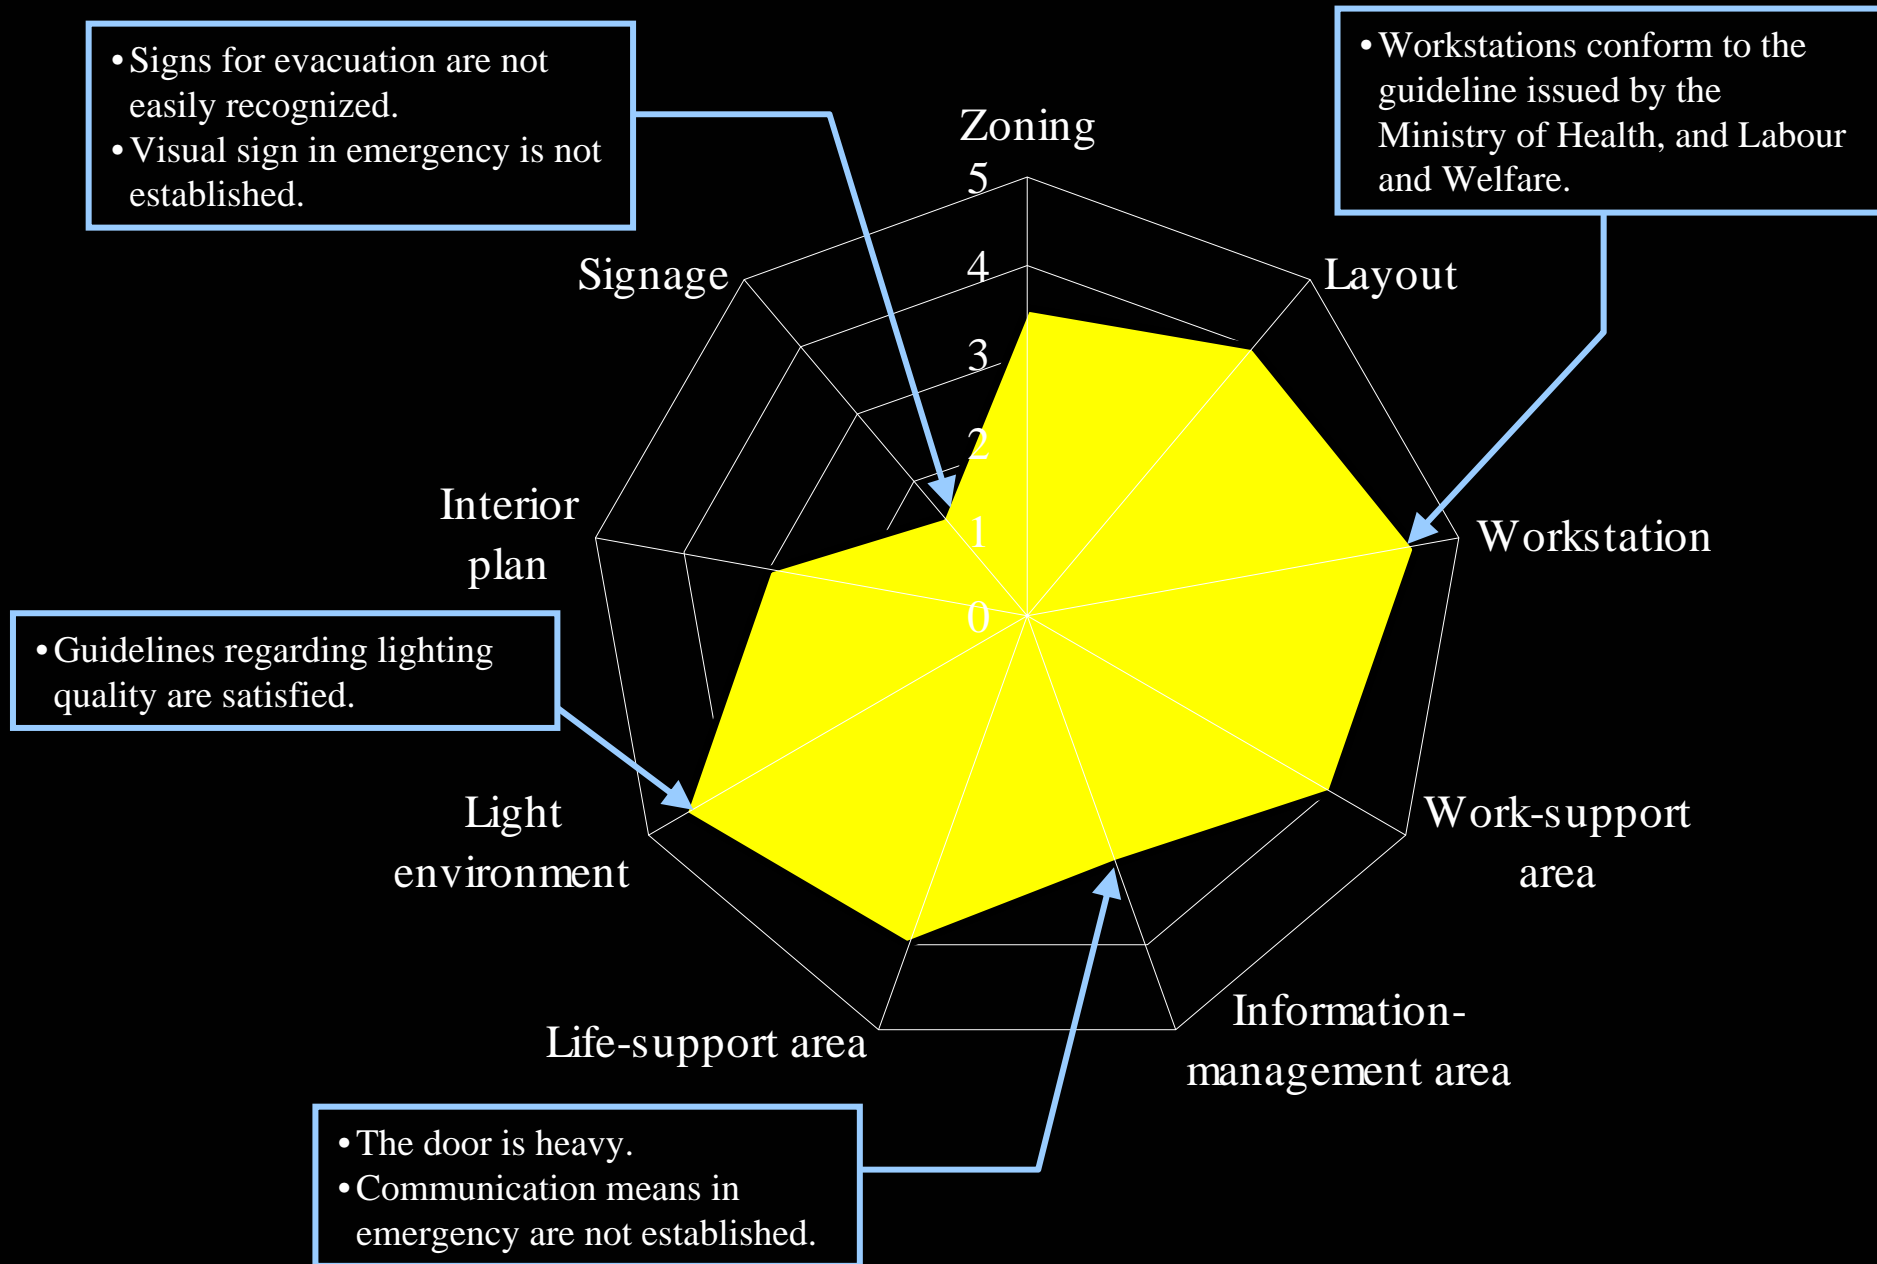 • Signs for evacuation are not
easily recognized.
• Visual sign in emergency is not
established.
• Workstations conform to the
guideline issued by the
Ministry of Health, and Labour
and Welfare.
Zoning
5
4
3
2
1
0
Signage
Layout
Interior
plan
Workstation
• Guidelines regarding lighting
quality are satisfied.
Light
environment
Work-support
area
Life-support area
Information-
management area
• The door is heavy.
• Communication means in
emergency are not established.